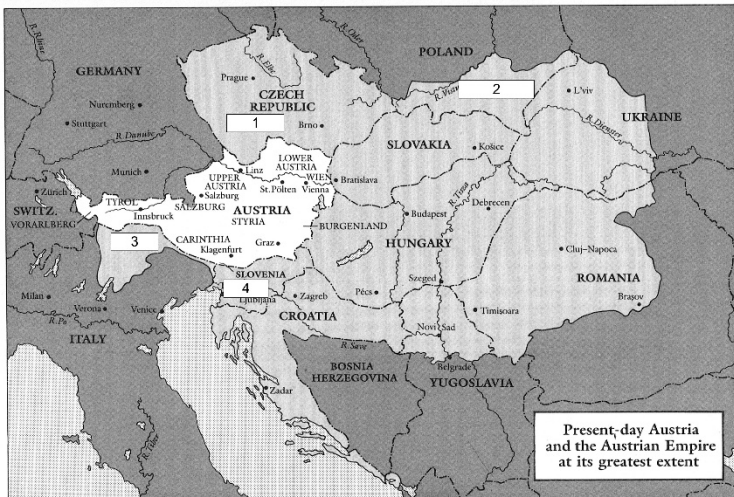 POLAND
GERMANY
R. Rhine
R. Elbe
R. Oder
Prague
CZECH
REPUBLIC
R. Vistula
2
L'viv
UKRAINE
Nuremberg
Stuttgart
1
Brno
R. Dniester
R. Danube
SLOVAKIA
Košice
Munich
Linz
LOWER
AUSTRIA
UPPER
AUSTRIA
WIEN
St.Pölten
Vienna
Bratislava
Zürich
Salzburg
R. Tisza
SWITZ.
TYROL
SALZBURG
AUSTRIA
Budapest
Debrecen
VORARLBERG
Innsbruck
STYRIA
BURGENLAND
3
CARINTHIA
Graz
HUNGARY
Cluj–Napoca
Klagenfurt
SLOVENIA
Szeged
ROMANIA
4
Ljubljana
Zagreb
Pécs
Milan
Verona
Venice
CROATIA
Timisoara
Brașov
R. Po
Novi Sad
ITALY
R. Save
Belgrade
BOSNIA
HERZEGOVINA
YUGOSLAVIA
Zadar
R. Tiber
Present-day Austria
and the Austrian Empire
at its greatest extent